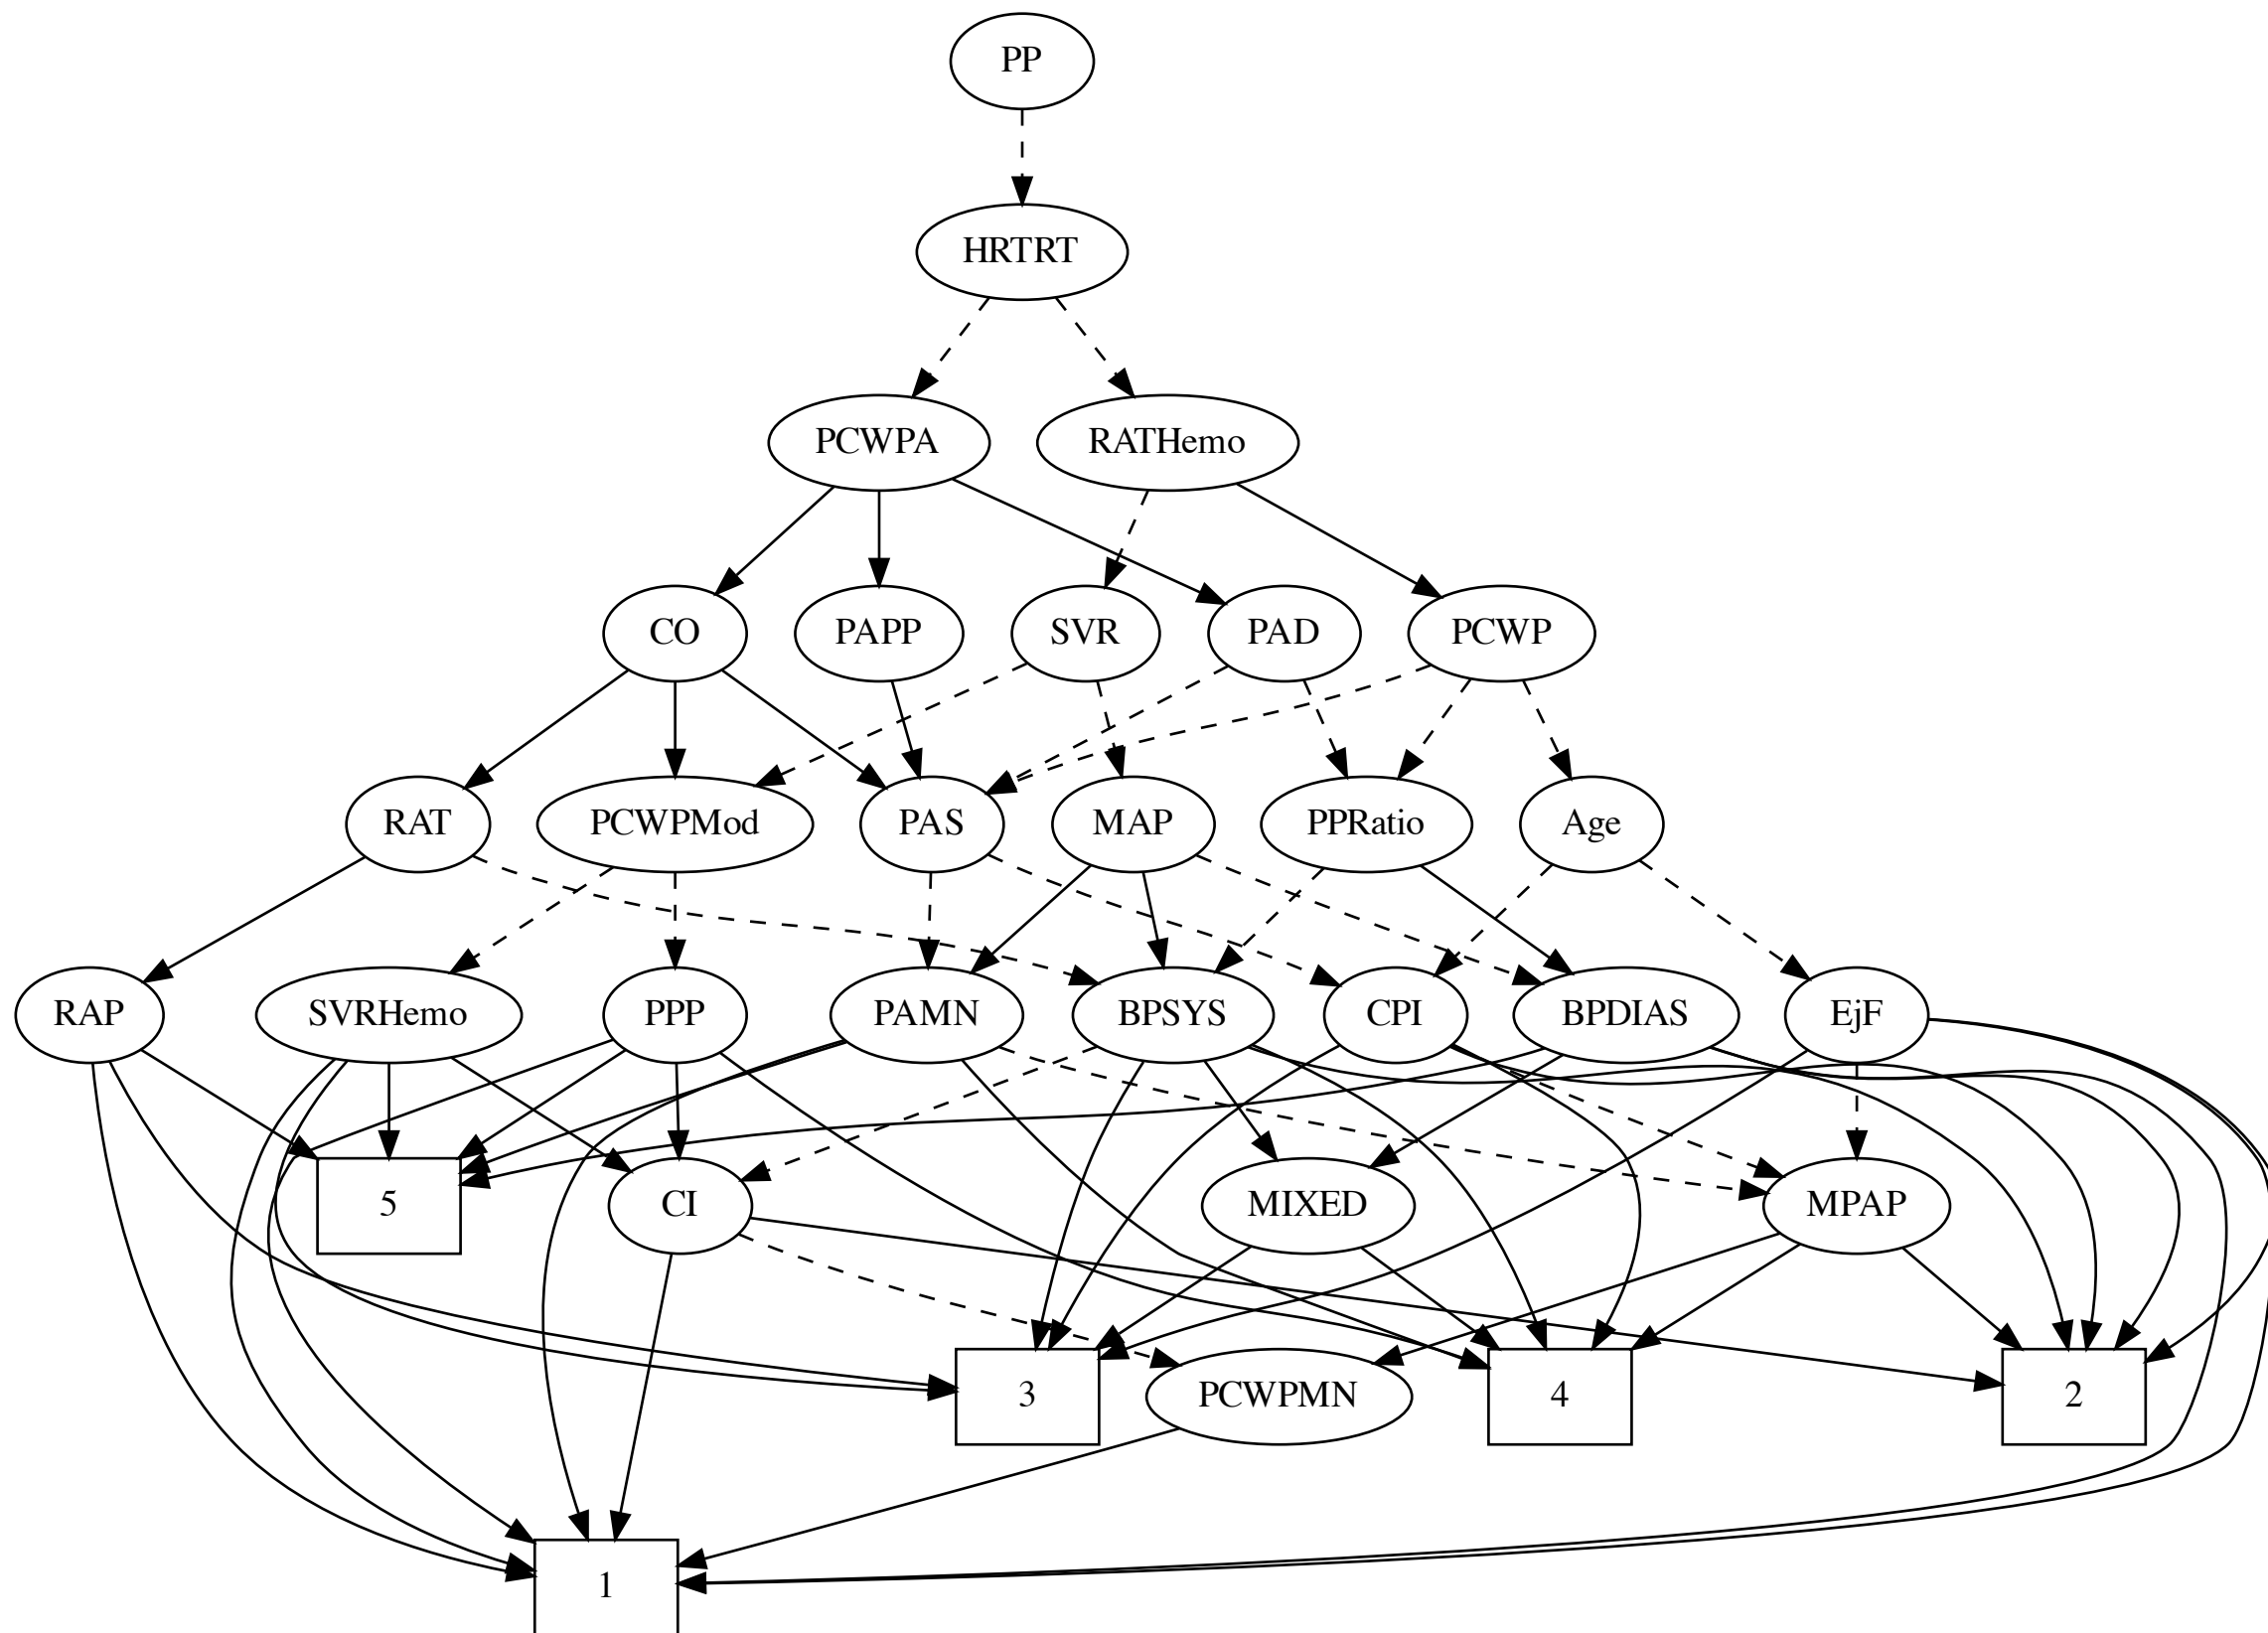 PP
HRTRT
PCWPA
RATHemo
CO
PAPP
SVR
PAD
PCWP
RAT
PCWPMod
PAS
MAP
PPRatio
Age
RAP
SVRHemo
PPP
PAMN
BPSYS
CPI
BPDIAS
EjF
5
CI
MIXED
MPAP
3
PCWPMN
4
2
1